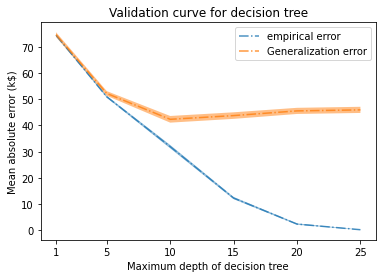 Validation curve for decision tree
empirical error
Generalization error
Mean absolute error (k$)
70
60
50
40
30
20
10
0
1 5 10 15 20 25
Maximum depth of decision tree